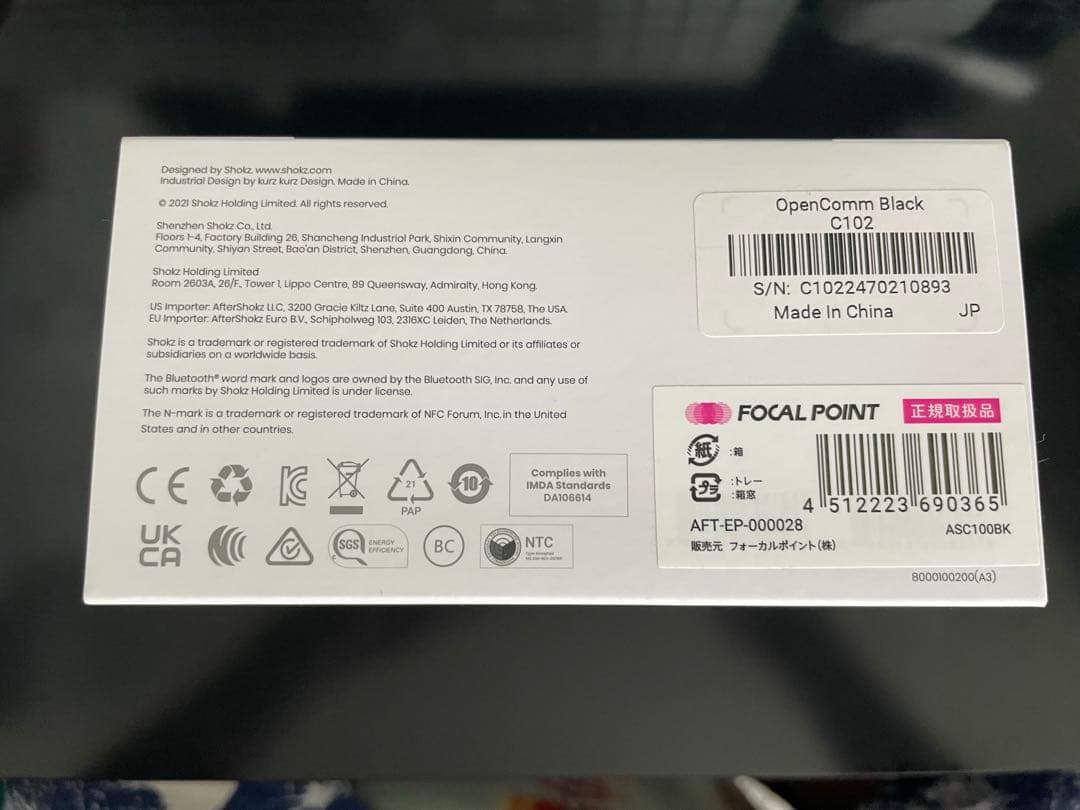 Designed by Shokz. www.shokz.com
Industrial Design by kurz kurz Design. Made in China.
© 2021 Shokz Holding Limited. All rights reserved.
Shenzhen Shokz Co., Ltd.
Floors 1-4, Factory Building 26, Shancheng Industrial Park, Shixin Community, Langxin
Community, Shiyan Street, Bao'an District, Shenzhen, Guangdong, China.
Shokz Holding Limited
Room 2603A, 26/F., Tower 1, Lippo Centre, 89 Queensway, Admiralty, Hong Kong.
US Importer: AfterShokz LLC, 3200 Gracie Kiltz Lane, Suite 400 Austin, TX 78758, The USA.
EU Importer: AfterShokz Euro B.V., Schipholweg 103, 2316XC Leiden, The Netherlands.
Shokz is a trademark or registered trademark of Shokz Holding Limited or its affiliates or
subsidiaries on a worldwide basis.
The Bluetooth® word mark and logos are owned by the Bluetooth SIG, Inc. and any use of
such marks by Shokz Holding Limited is under license.
The N-mark is a trademark or registered trademark of NFC Forum, Inc. in the United
States and in other countries.
CE
21
PAP
10
Complies with
IMDA Standards
DA106614
UK
CA
SGS
ENERGY
EFFICIENCY
BC
NTC
OpenComm Black
C102
S/N: C1022470210893
Made In China
JP
FOCAL POINT
正規取扱品
紙
:箱
プラ
:トレー
:箱窓
4 512223 690365
AFT-EP-000028
ASC100BK
販売元 フォーカルポイント(株)
8000100200(A3)